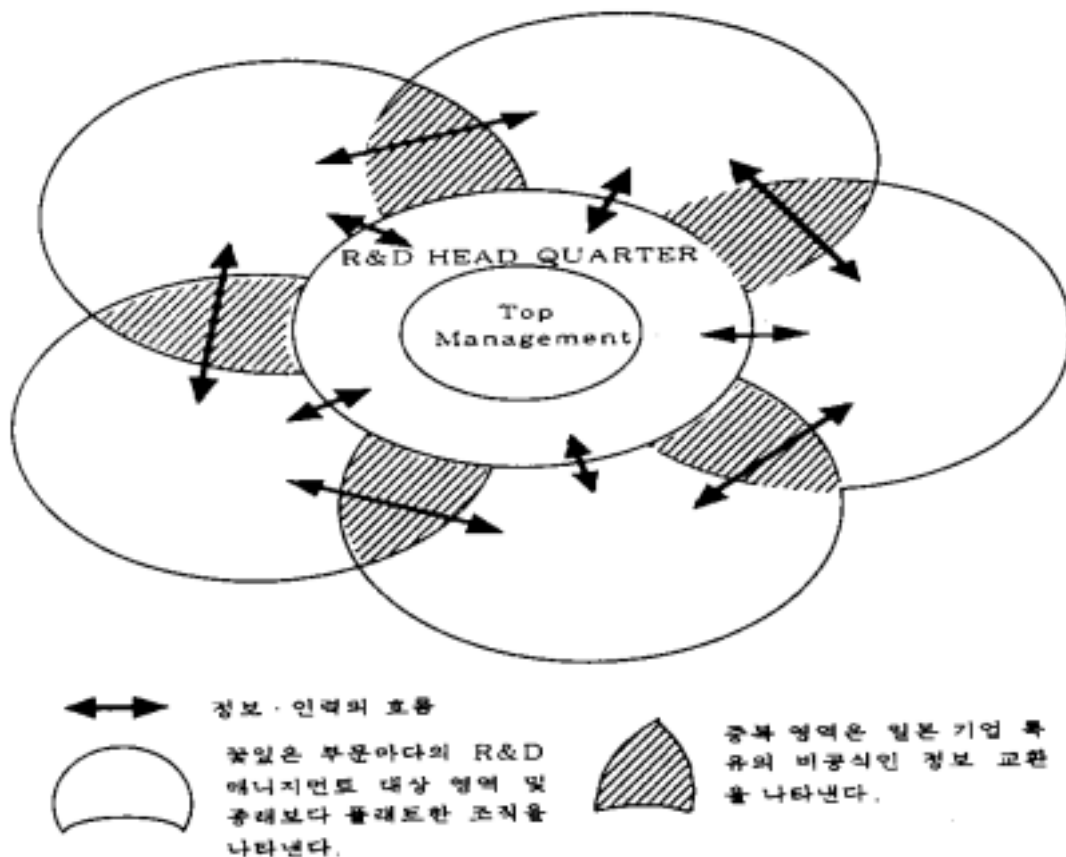 R&D HEAD QUARTER
Top
Management
정보 · 인력의 흐름
꽃잎은 부문마다의 R&D
매니지먼트 대상 영역 및
종래보다 플래트한 조직을
나타낸다.
중복 영역은 일본 기업 특
유의 비공식인 정보 교환
을 나타낸다.